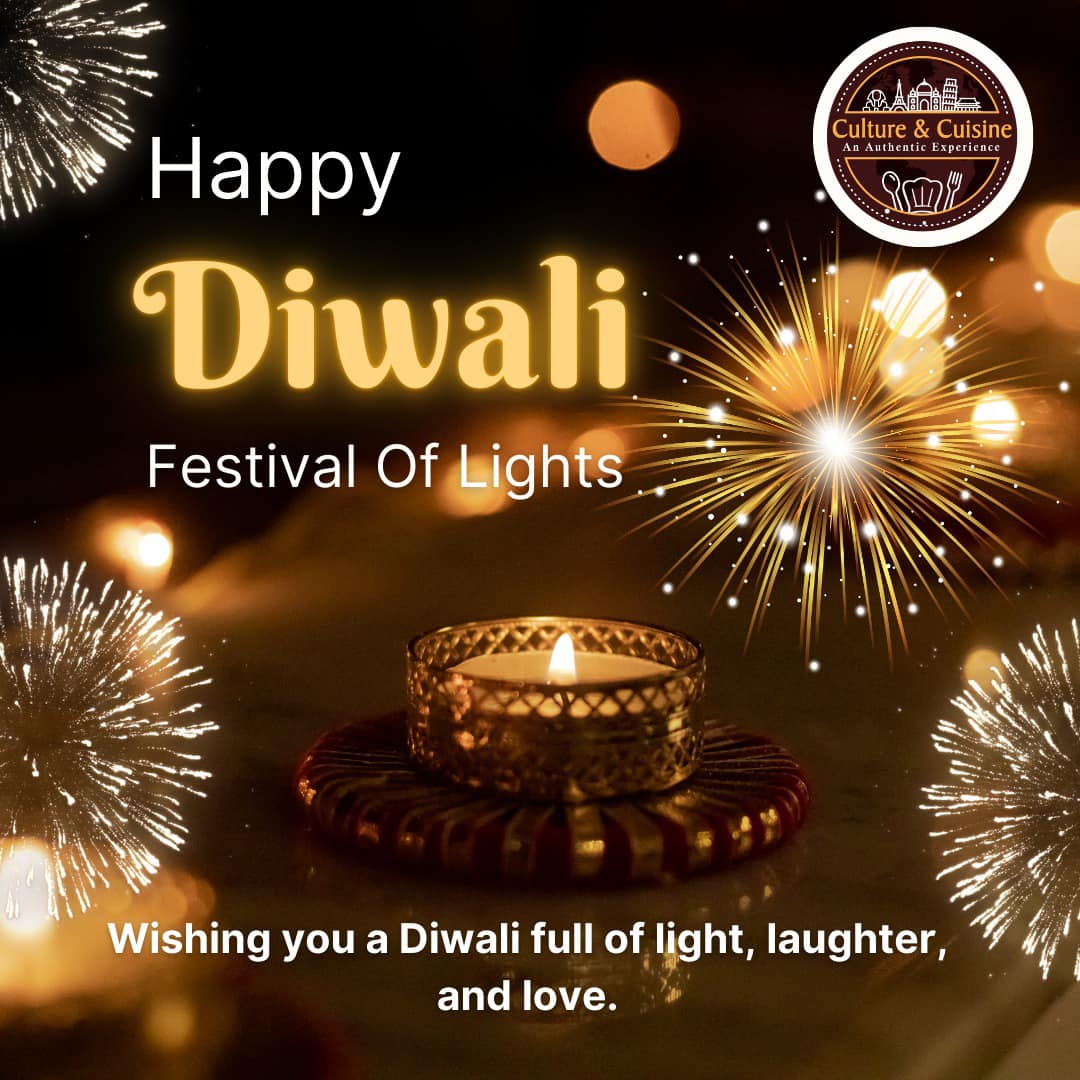 Culture & Cuisine
An Authentic Experience
Happy
Diwali
Festival Of Lights
Wishing you a Diwali full of light, laughter,
and love.